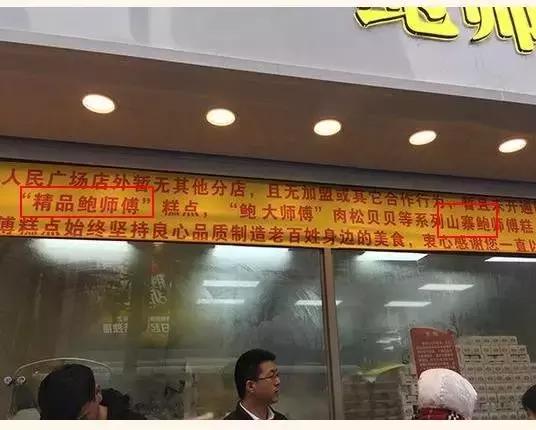 鲍师
人民广场店外暂无其他分店，且无加盟或其它合作行
“精品鲍师傅”糕点，“鲍大师傅”肉松贝贝等系列山寨鲍师傅糕
傅糕点始终坚持良心品质制造老百姓身边的美食，衷心感谢您一直以